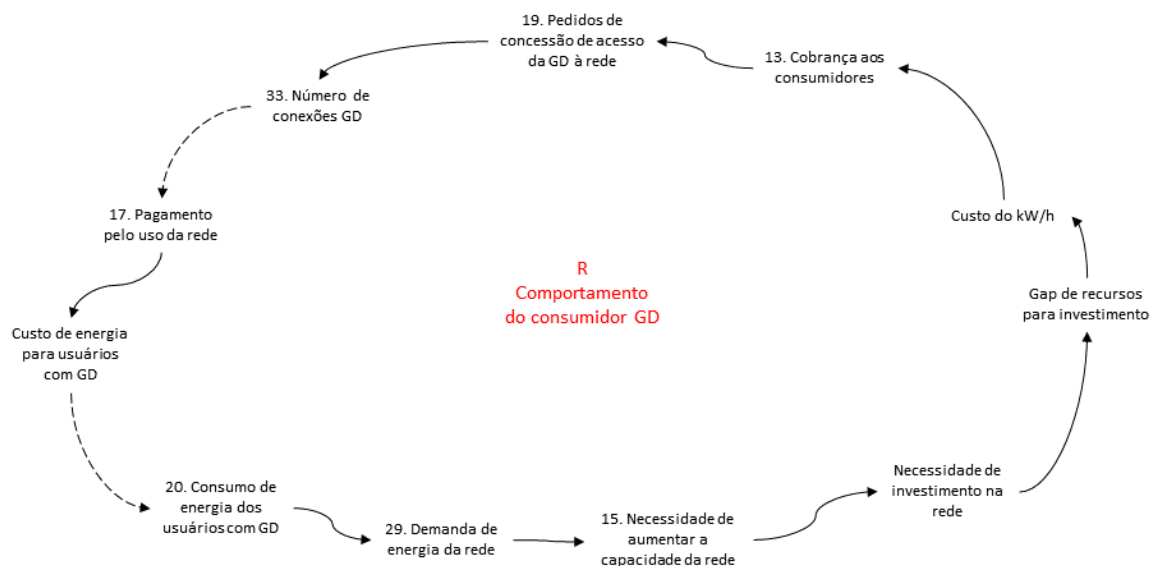 19. Pedidos de
concessão de acesso
da GD à rede
13. Cobrança aos
consumidores
33. Número de
conexões GD
17. Pagamento
pelo uso da rede
Custo do kW/h
R
Comportamento
do consumidor GD
Gap de recursos
para investimento
Custo de energia
para usuários
com GD
20. Consumo de
energia dos
usuários com GD
29. Demanda de
energia da rede
15. Necessidade de
aumentar a
capacidade da rede
Necessidade de
investimento na
rede